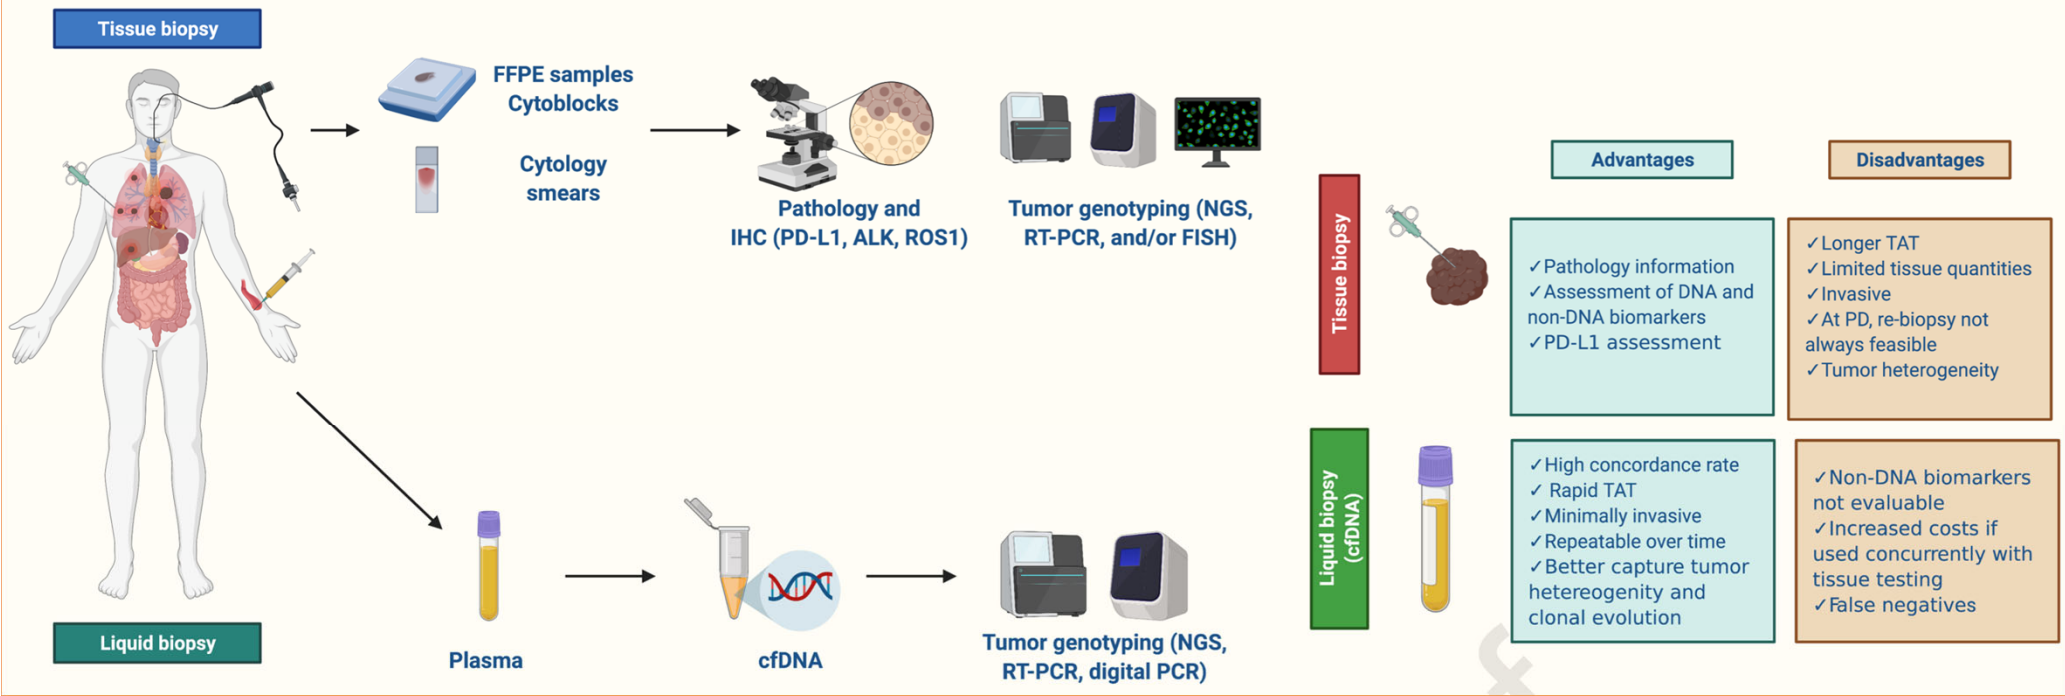 Tissue biopsy
FFPE samples
Cytoblocks
Cytology
smears
Pathology and
IHC (PD-L1, ALK, ROS1)
Tumor genotyping (NGS,
RT-PCR, and/or FISH)
Liquid biopsy
Plasma
cfDNA
Tumor genotyping (NGS,
RT-PCR, digital PCR)
Advantages
Disadvantages
Tissue biopsy
✓Pathology information
✓Assessment of DNA and
non-DNA biomarkers
✓PD-L1 assessment
✓Longer TAT
✓Limited tissue quantities
✓Invasive
✓At PD, re-biopsy not
always feasible
✓Tumor heterogeneity
Liquid biopsy
(cfDNA)
✓High concordance rate
✓ Rapid TAT
✓Minimally invasive
✓Repeatable over time
✓Better capture tumor
hetereogenity and
clonal evolution
✓Non-DNA biomarkers
not evaluable
✓Increased costs if
used concurrently with
tissue testing
✓False negatives
f